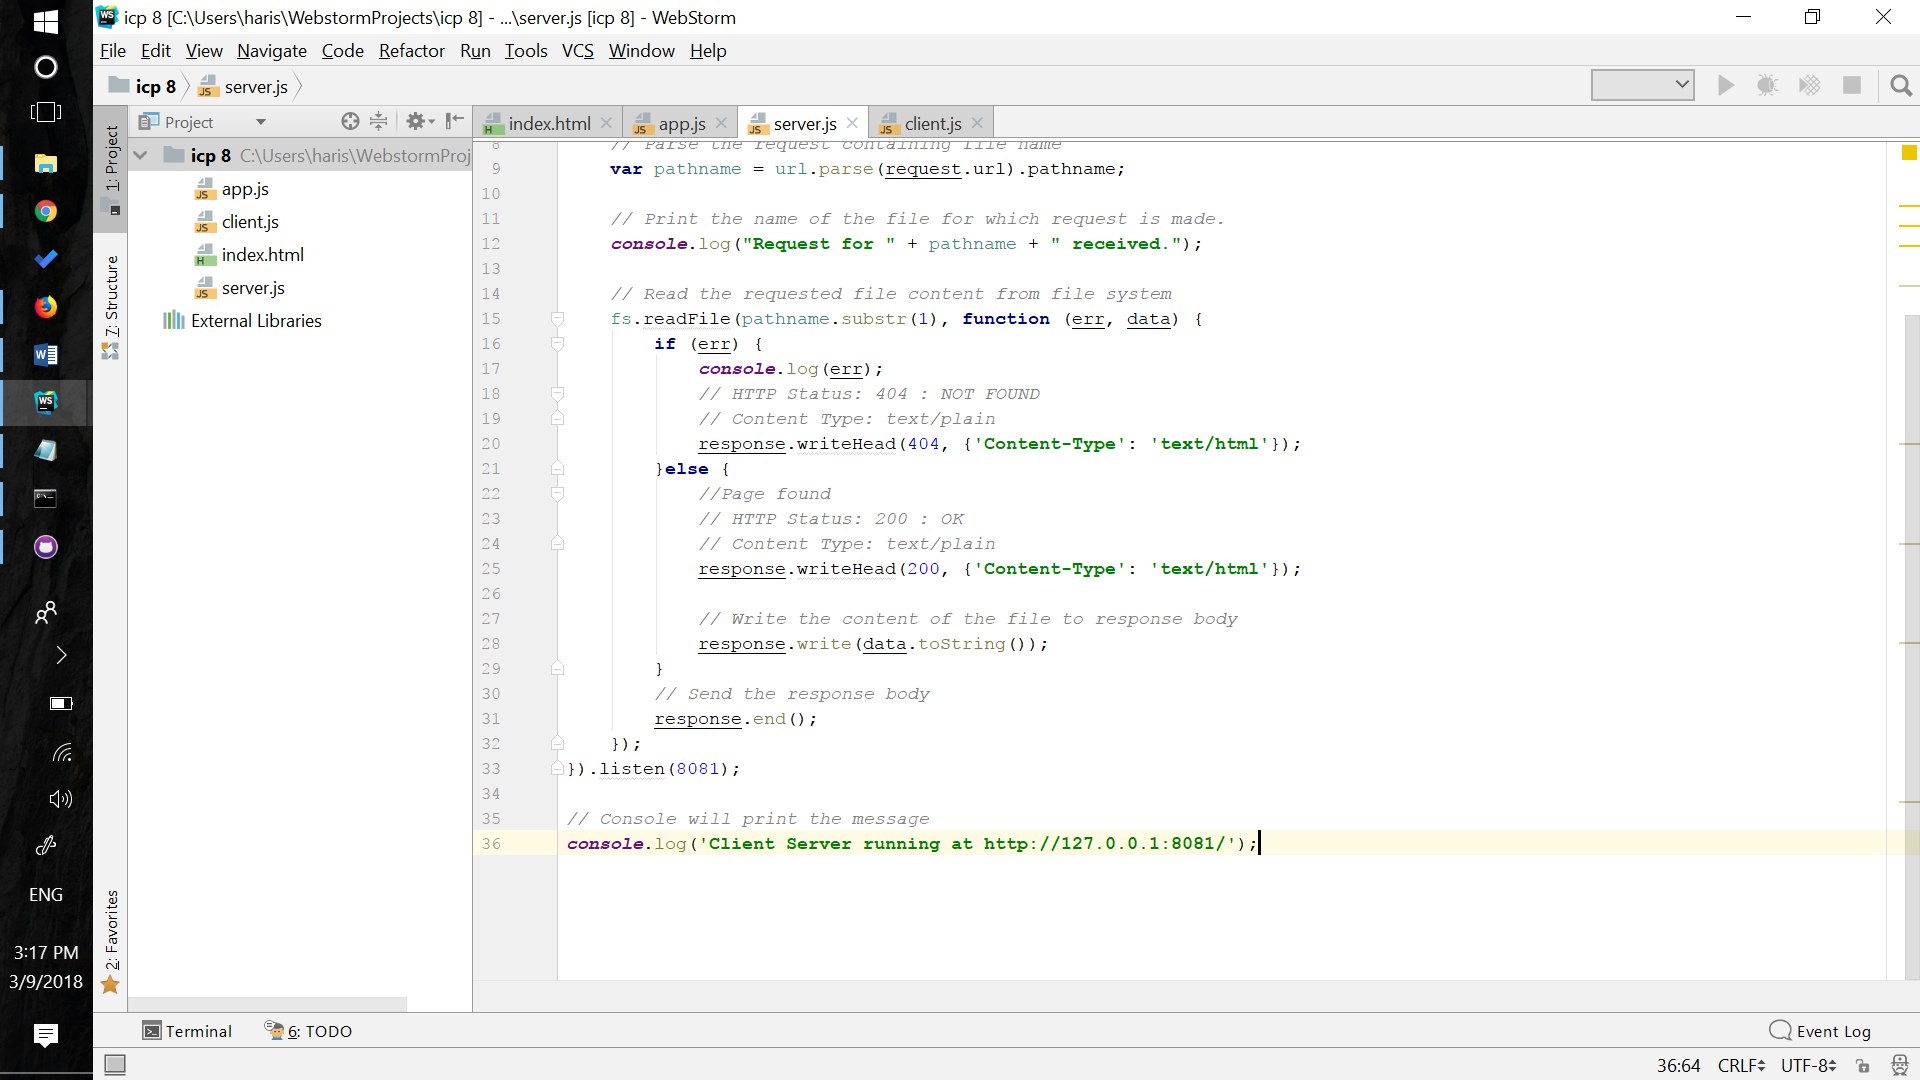 icp 8 [C:\Users\haris\WebstormProjects\icp 8] - ...\server.js [icp 8] - WebStorm
File Edit View Navigate Code Refactor Run Tools VCS Window Help
icp 8 server.js
Project
index.html app.js server.js client.js
1: Project
7: Structure
2: Favorites
icp 8 C:\Users\haris\WebstormProj
app.js
client.js
index.html
server.js
External Libraries
8 // Parse the request containing file name
9 var pathname = url.parse(request.url).pathname;
10
11 // Print the name of the file for which request is made.
12 console.log("Request for " + pathname + " received.");
13
14 // Read the requested file content from file system
15 fs.readFile(pathname.substr(1), function (err, data) {
16 if (err) {
17 console.log(err);
18 // HTTP Status: 404 : NOT FOUND
19 // Content Type: text/plain
20 response.writeHead(404, {'Content-Type': 'text/html'});
21 }else {
22 //Page found
23 // HTTP Status: 200 : OK
24 // Content Type: text/plain
25 response.writeHead(200, {'Content-Type': 'text/html'});
26
27 // Write the content of the file to response body
28 response.write(data.toString());
29 }
30 // Send the response body
31 response.end();
32 });
33 }).listen(8081);
34
35 // Console will print the message
36 console.log('Client Server running at http://127.0.0.1:8081/');
ENG
3:17 PM
3/9/2018
Terminal 6: TODO Event Log
36:64 CRLF UTF-8